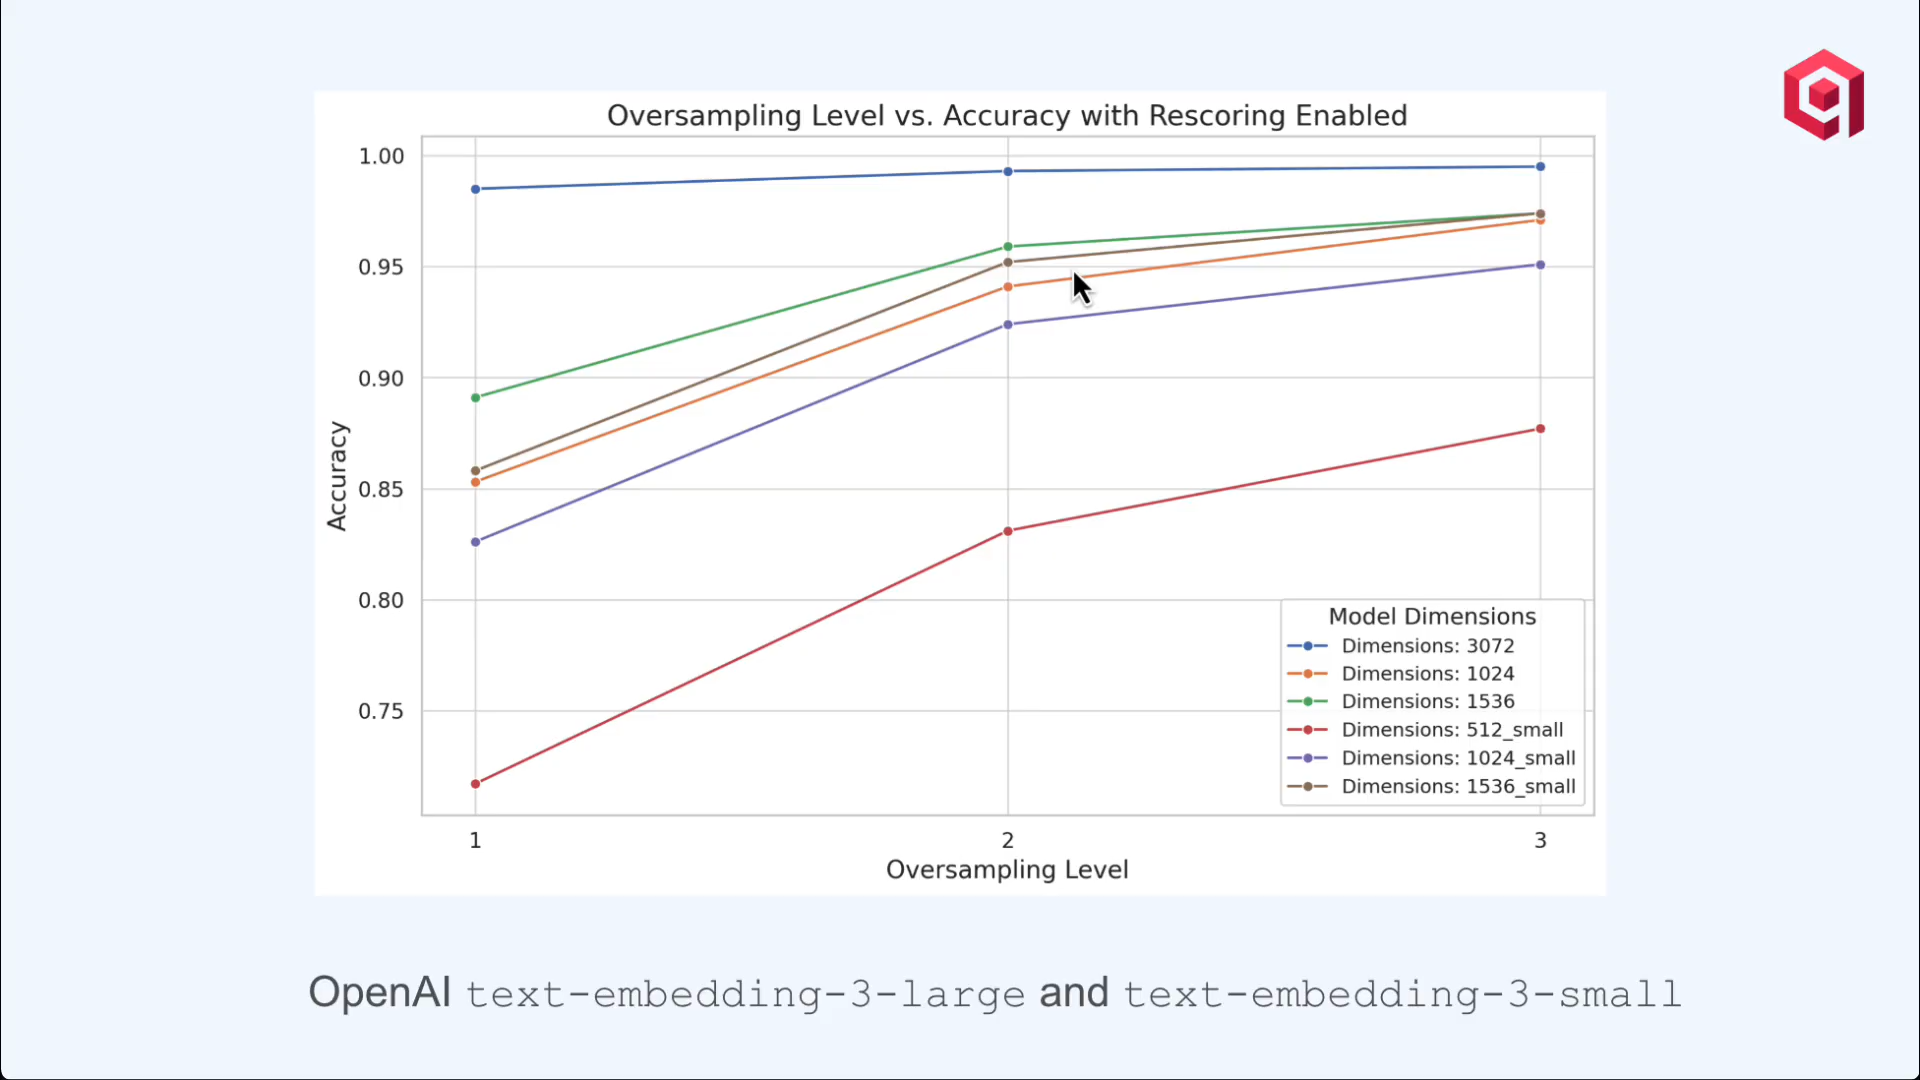 Oversampling Level vs. Accuracy with Rescoring Enabled
1.00
0.95
0.90
0.85
0.80
0.75
Accuracy
Model Dimensions
Dimensions: 3072
Dimensions: 1024
Dimensions: 1536
Dimensions: 512_small
Dimensions: 1024_small
Dimensions: 1536_small
1 2 3
Oversampling Level
OpenAI text-embedding-3-large and text-embedding-3-small